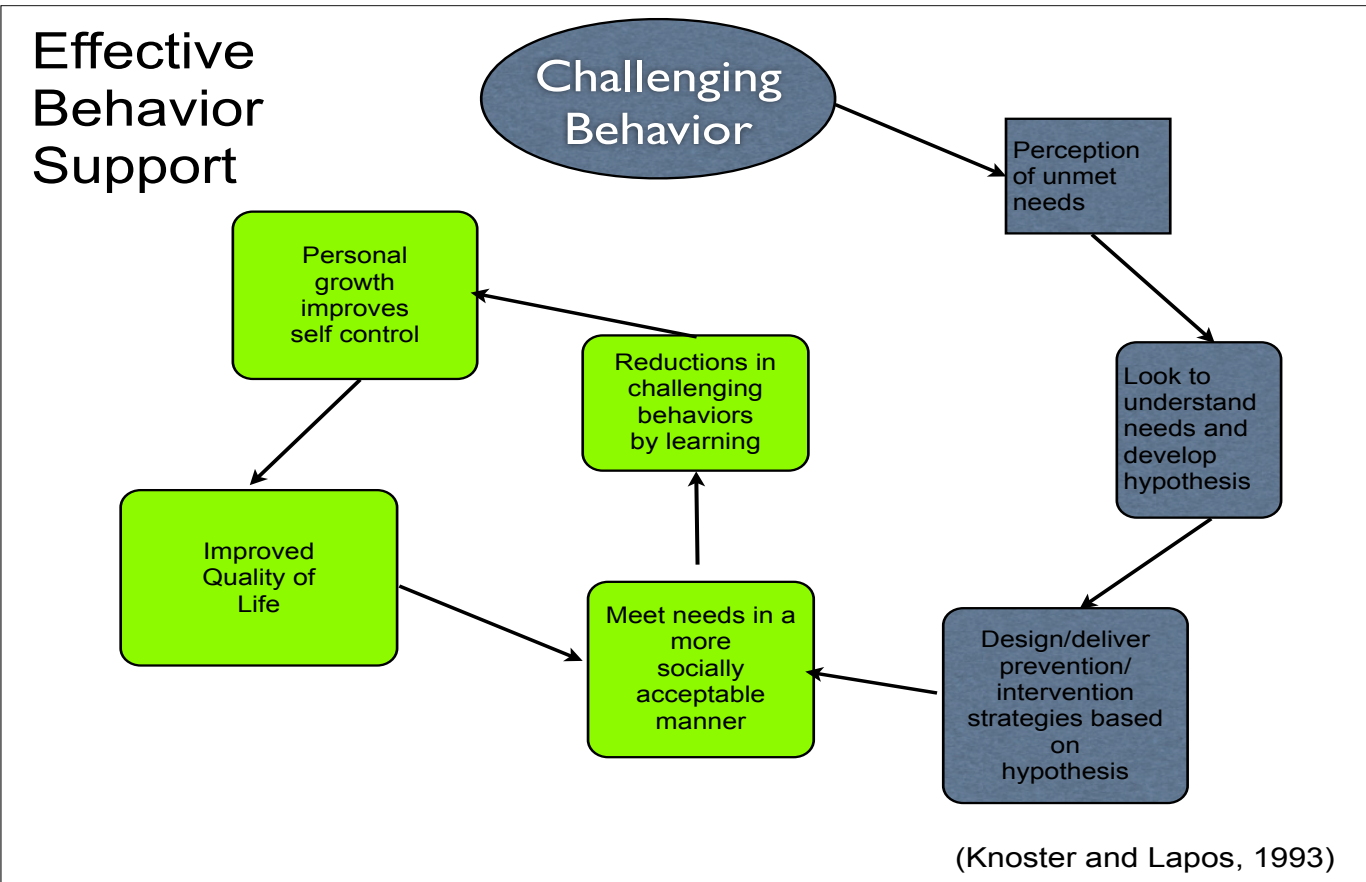 Effective
Behavior
Support
Challenging
Behavior
Perception
of unmet
needs
Look to
understand
needs and
develop
hypothesis
Design/deliver
prevention/
intervention
strategies based
on
hypothesis
Meet needs in a
more
socially
acceptable
manner
Reductions in
challenging
behaviors
by learning
Personal
growth
improves
self control
Improved
Quality of
Life
(Knoster and Lapos, 1993)